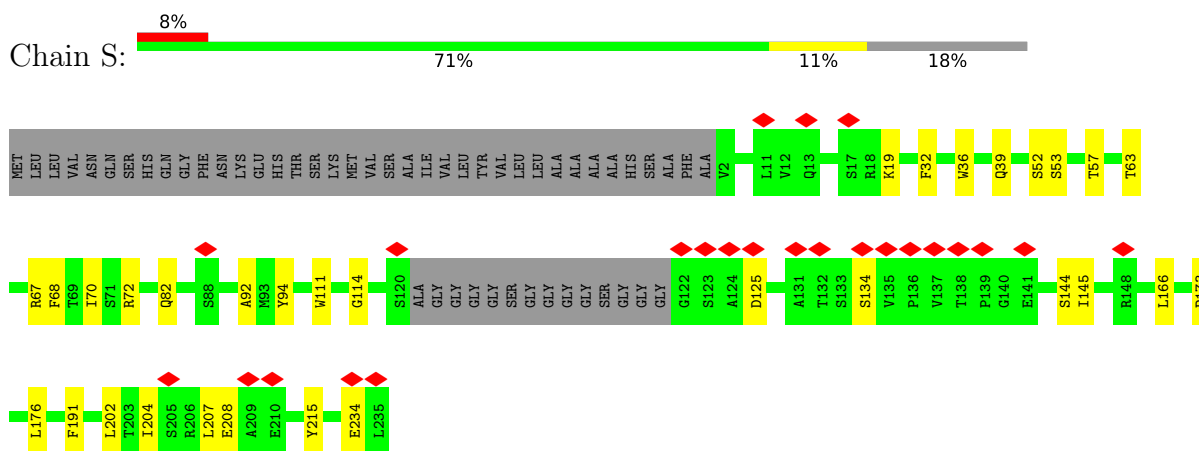 8%
Chain S:
71% 11% 18%
MET LEU LEU VAL ASN GLN SER HIS GLN GLY PHE ASN LYS GLU HIS THR SER LYS MET VAL SER ALA ILE VAL LEU TYR VAL LEU LEU ALA ALA ALA ALA HIS SER ALA PHE ALA V2 L11 V12 Q13 S17 R18 K19 F32 W36 Q39 S52 S53 T57 T63
R67 F68 T69 I70 S71 R72 Q82 S88 A92 M93 Y94 W111 G114 S120 ALA GLY GLY GLY GLY SER GLY GLY GLY GLY GLY SER GLY GLY GLY G122 S123 A124 D125 A131 T132 S133 S134 V135 P136 V137 T138 P139 G140 E141 S144 I145 R148 L166
L176 F191 L202 T203 I204 S205 R206 L207 E208 A209 E210 Y215 E234 L235